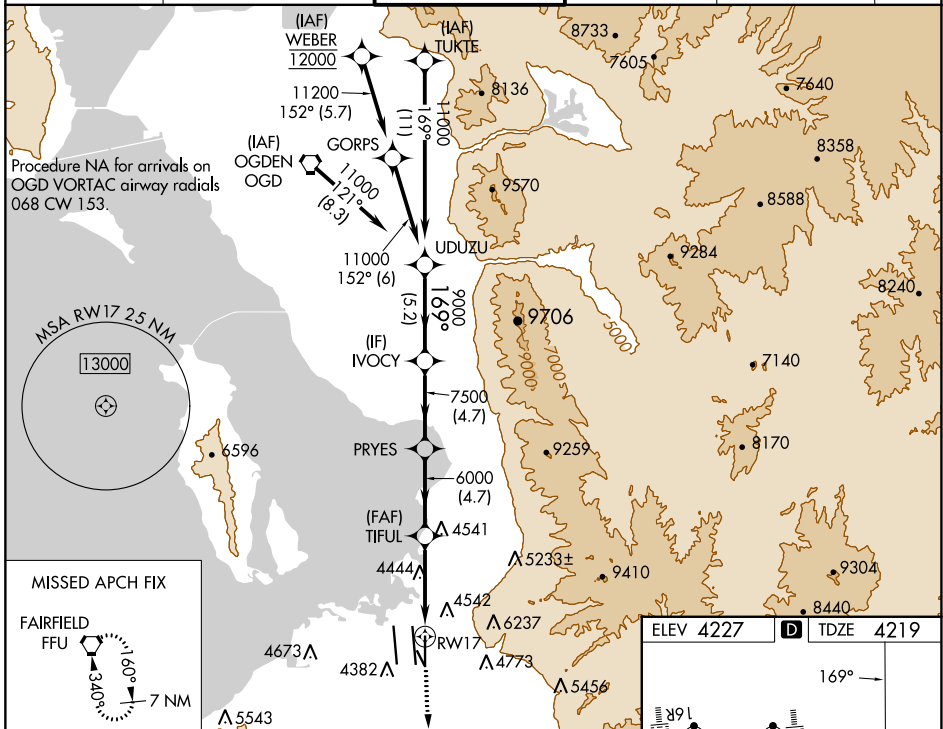 (IAF)
WEBER
12000
(IAF)
TUKTE
8733
7605
7640
8136
11200
152° (5.7)
11000
169°
(11)
GORPS
(IAF)
OGDEN
OGD
11000
121°
(8.3)
8358
Procedure NA for arrivals on
OGD VORTAC airway radials
068 CW 153.
9570
8588
UDUZU
9284
11000
152° (6)
8240
9000
169°
(5.2)
MSA RW17 25 NM
13000
9706
5000
7000
9000
(IF)
IVOCY
7140
7500
(4.7)
6596
PRYES
9259
8170
6000
(4.7)
(FAF)
TIFUL
4541
4444
5233±
9410
9304
MISSED APCH FIX
FAIRFIELD
FFU
160°
340°
7 NM
4542
6237
8440
RW17
4673
4382
4773
5456
5543
ELEV 4227
D
TDZE 4219
169°
16R